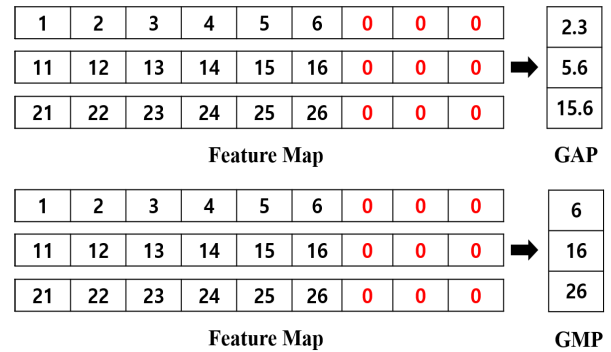 1 2 3 4 5 6 0 0 0 2.3
11 12 13 14 15 16 0 0 0 5.6
21 22 23 24 25 26 0 0 0 15.6
Feature Map GAP
1 2 3 4 5 6 0 0 0 6
11 12 13 14 15 16 0 0 0 16
21 22 23 24 25 26 0 0 0 26
Feature Map GMP